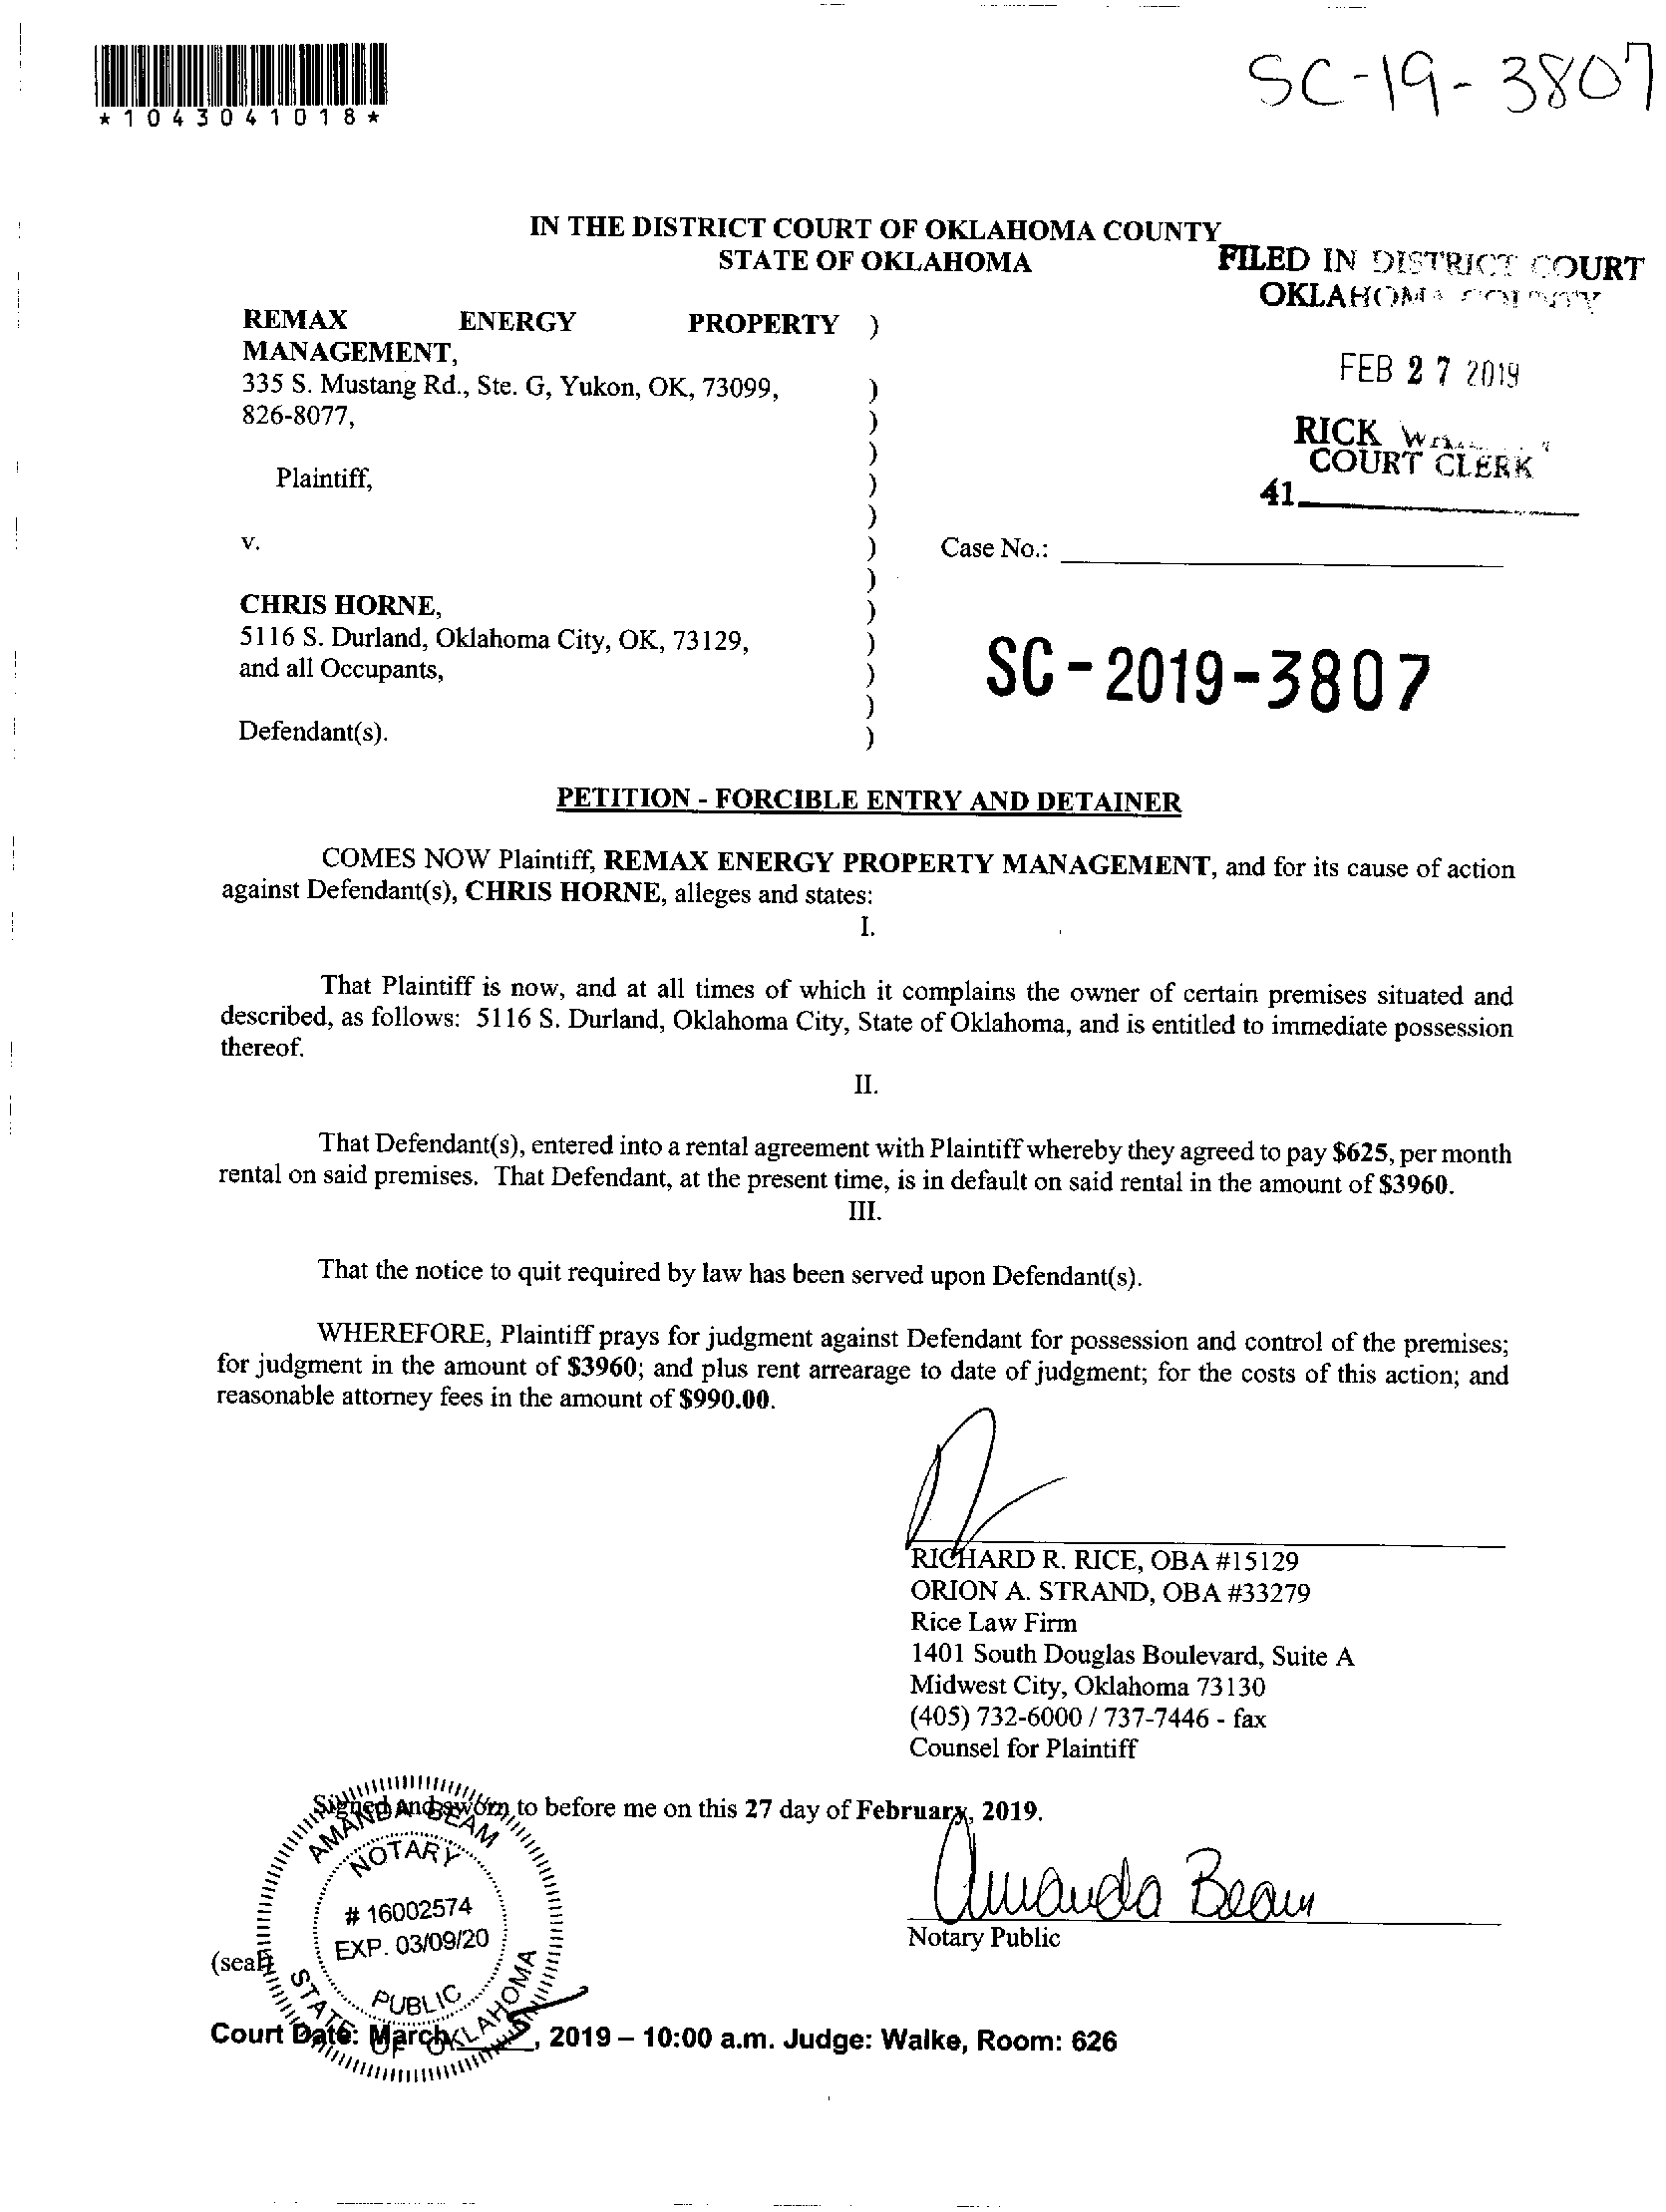 *1043041018*
SC-19-3807
IN THE DISTRICT COURT OF OKLAHOMA COUNTY
STATE OF OKLAHOMA
FILED IN DISTRICT COURT
OKLAHOMA COUNTY
FEB 27 2019
RICK
COURT CLERK
41
REMAX ENERGY PROPERTY )
MANAGEMENT,
335 S. Mustang Rd., Ste. G, Yukon, OK, 73099, )
826-8077, )
)
Plaintiff, )
)
v. ) Case No.:
)
CHRIS HORNE, )
5116 S. Durland, Oklahoma City, OK, 73129, )
and all Occupants, )
)
Defendant(s). )
SC-2019-3807
PETITION - FORCIBLE ENTRY AND DETAINER
COMES NOW Plaintiff, REMAX ENERGY PROPERTY MANAGEMENT, and for its cause of action
against Defendant(s), CHRIS HORNE, alleges and states:
I.
That Plaintiff is now, and at all times of which it complains the owner of certain premises situated and
described, as follows: 5116 S. Durland, Oklahoma City, State of Oklahoma, and is entitled to immediate possession
thereof.
II.
That Defendant(s), entered into a rental agreement with Plaintiff whereby they agreed to pay $625, per month
rental on said premises. That Defendant, at the present time, is in default on said rental in the amount of $3960.
III.
That the notice to quit required by law has been served upon Defendant(s).
WHEREFORE, Plaintiff prays for judgment against Defendant for possession and control of the premises;
for judgment in the amount of $3960; and plus rent arrearage to date of judgment; for the costs of this action; and
reasonable attorney fees in the amount of $990.00.
RICHARD R. RICE, OBA #15129
ORION A. STRAND, OBA #33279
Rice Law Firm
1401 South Douglas Boulevard, Suite A
Midwest City, Oklahoma 73130
(405) 732-6000 / 737-7446 - fax
Counsel for Plaintiff
Signed and sworn to before me on this 27 day of February, 2019.
Amanda Beam
Notary Public
AMANDA BEAM
NOTARY
# 16002574
EXP. 03/09/20
PUBLIC
STATE OF OKLAHOMA
(seal)
Court Date: March , 2019 – 10:00 a.m. Judge: Walke, Room: 626